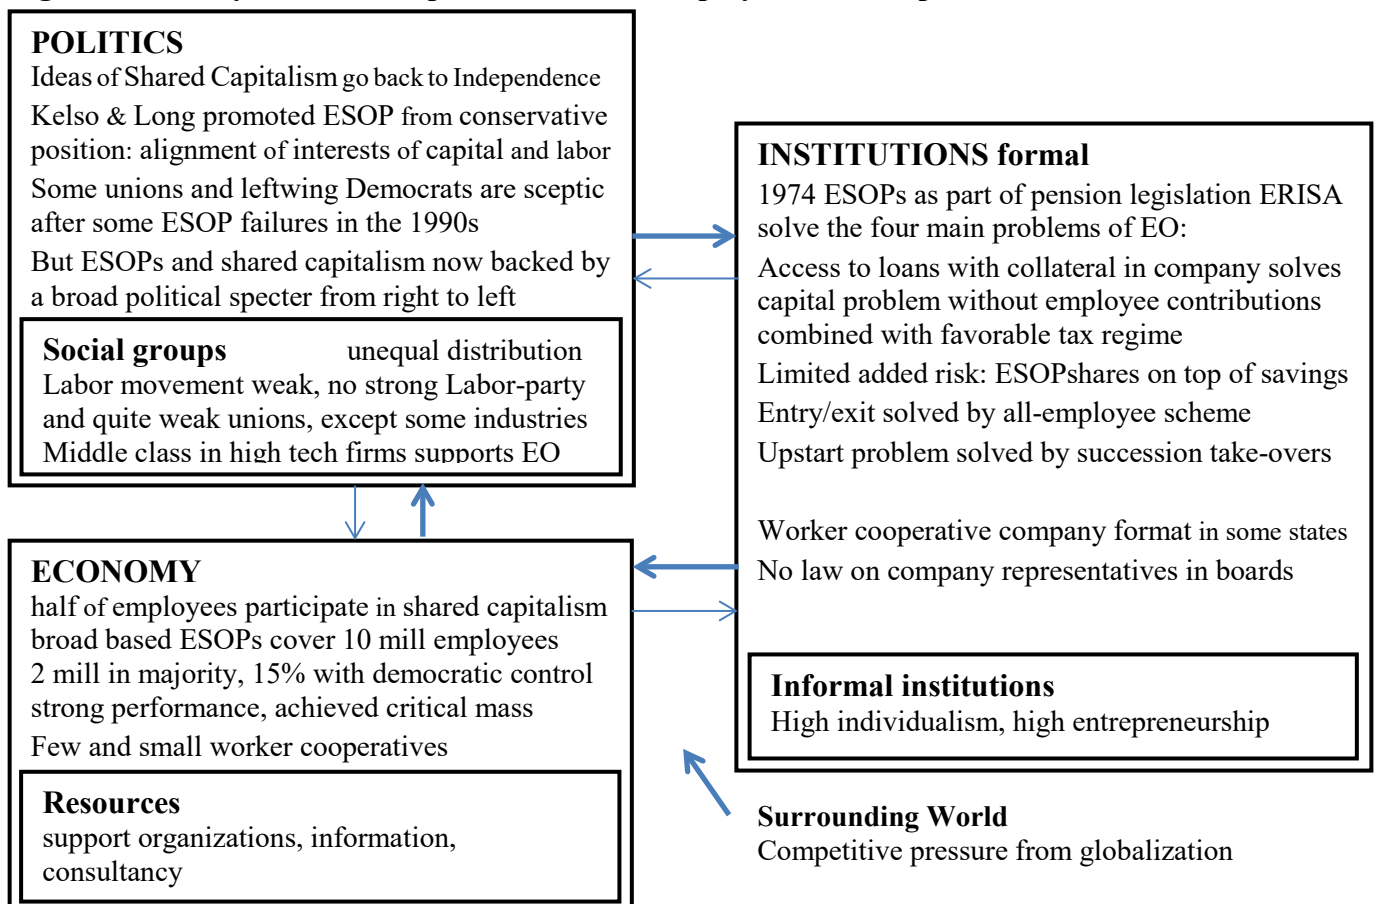 POLITICS
Ideas of Shared Capitalism go back to Independence
Kelso & Long promoted ESOP from conservative
position: alignment of interests of capital and labor
Some unions and leftwing Democrats are sceptic
after some ESOP failures in the 1990s
But ESOPs and shared capitalism now backed by
a broad political specter from right to left
Social groups unequal distribution
Labor movement weak, no strong Labor-party
and quite weak unions, except some industries
Middle class in high tech firms supports EO
INSTITUTIONS formal
1974 ESOPs as part of pension legislation ERISA
solve the four main problems of EO:
Access to loans with collateral in company solves
capital problem without employee contributions
combined with favorable tax regime
Limited added risk: ESOPshares on top of savings
Entry/exit solved by all-employee scheme
Upstart problem solved by succession take-overs
Worker cooperative company format in some states
No law on company representatives in boards
Informal institutions
High individualism, high entrepreneurship
ECONOMY
half of employees participate in shared capitalism
broad based ESOPs cover 10 mill employees
2 mill in majority, 15% with democratic control
strong performance, achieved critical mass
Few and small worker cooperatives
Resources
support organizations, information,
consultancy
Surrounding World
Competitive pressure from globalization